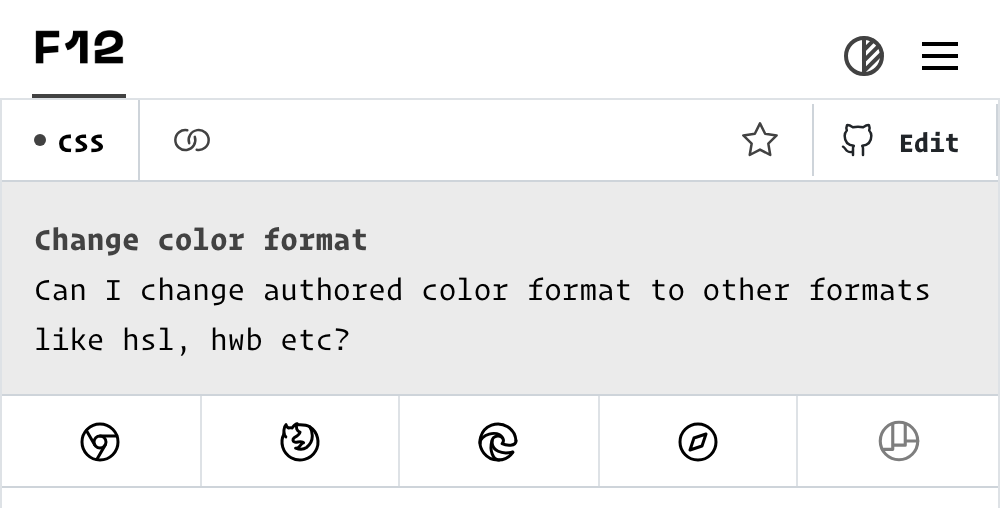 F12
css
Edit
Change color format
Can I change authored color format to other formats
like hsl, hwb etc?